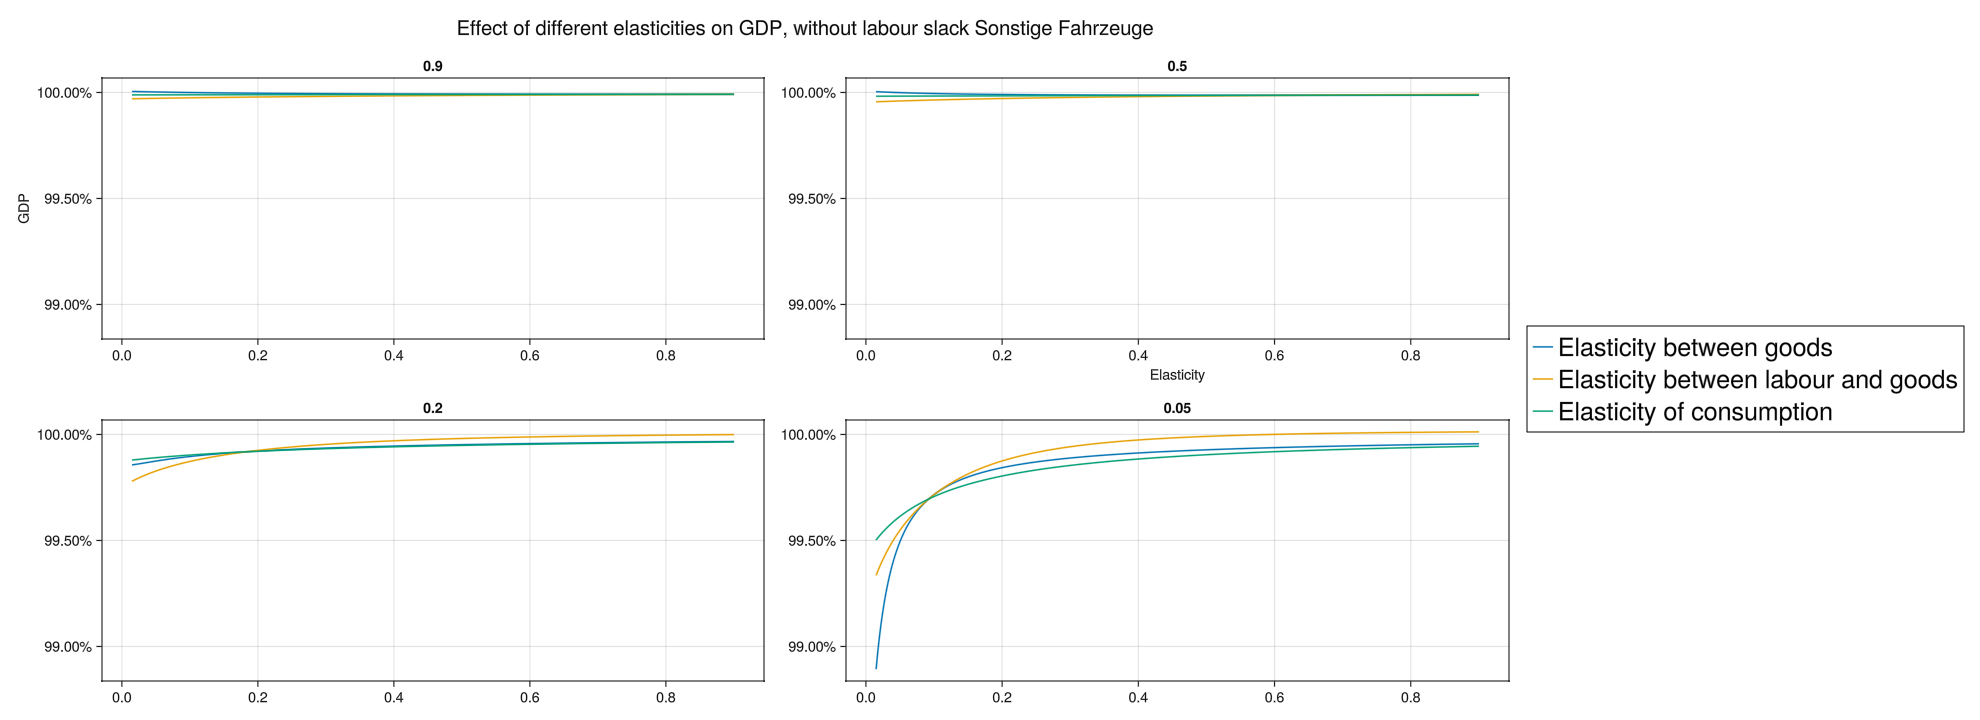 Effect of different elasticities on GDP, without labour slack Sonstige Fahrzeuge
0.9
100.00%
99.50%
99.00%
GDP
0.0 0.2 0.4 0.6 0.8
0.5
100.00%
99.50%
99.00%
0.0 0.2 0.4 0.6 0.8
Elasticity
0.2
100.00%
99.50%
99.00%
0.0 0.2 0.4 0.6 0.8
0.05
100.00%
99.50%
99.00%
0.0 0.2 0.4 0.6 0.8
Elasticity between goods
Elasticity between labour and goods
Elasticity of consumption